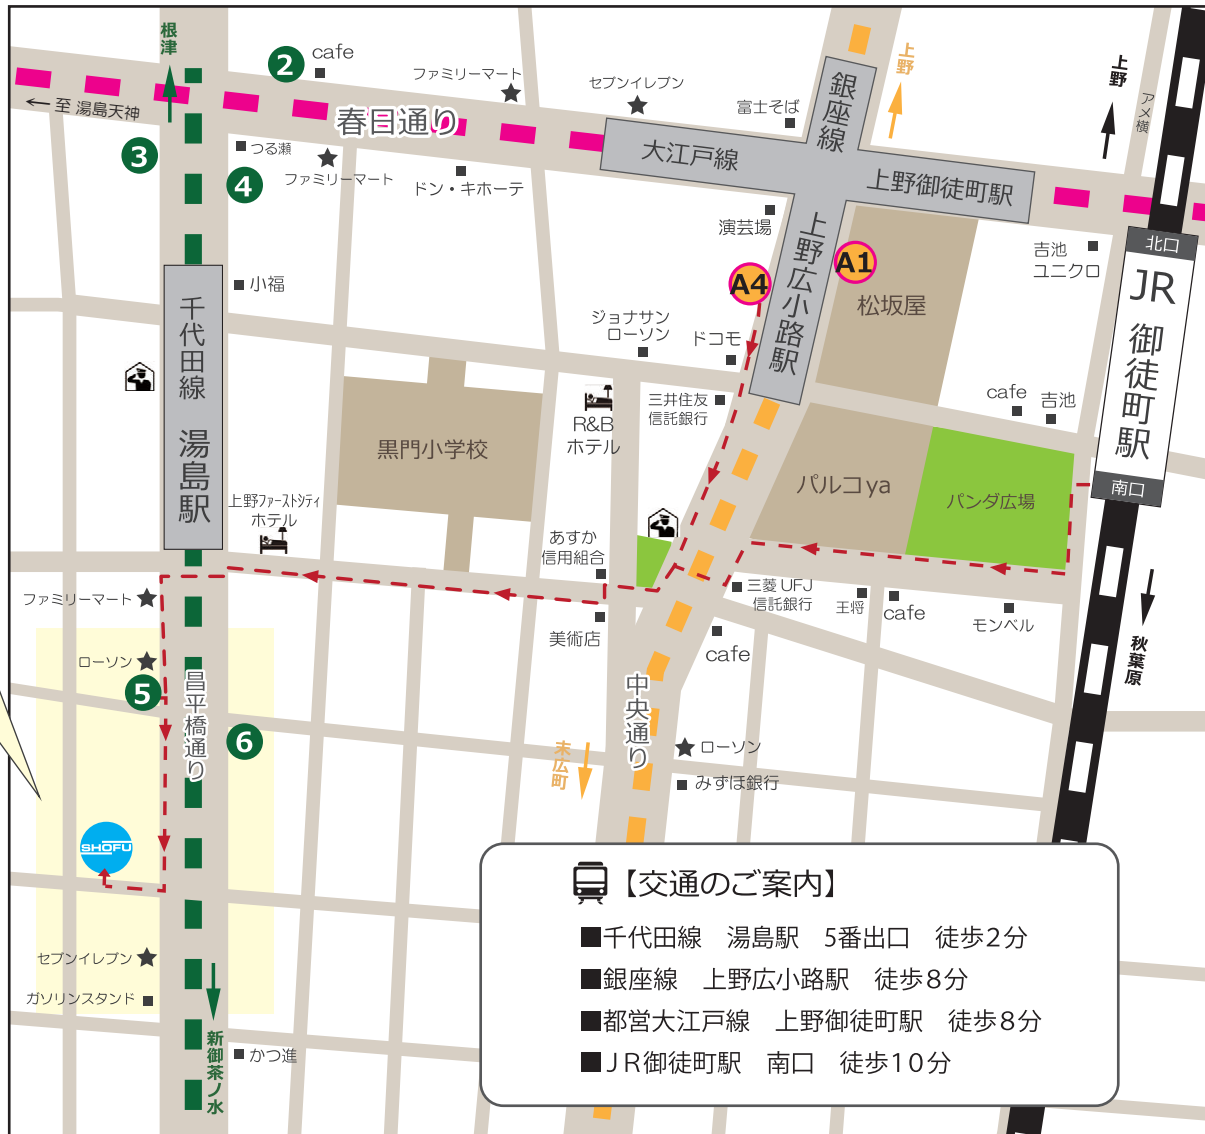 根津
2
cafe
ファミリーマート
セブンイレブン
富士そば
銀座線
上野
上野
アメ横
← 至 湯島天神
春日通り
大江戸線
上野御徒町駅
3
つる瀬
4
ファミリーマート
ドン・キホーテ
演芸場
上野広小路駅
A1
A4
松坂屋
吉池
ユニクロ
北口
JR 御徒町駅
南口
小福
千代田線 湯島駅
ジョナサン
ローソン
ドコモ
三井住友
信託銀行
cafe
吉池
R&B
ホテル
黒門小学校
パルコya
パンダ広場
上野ﾌｧｰｽﾄｼﾃｨ
ホテル
あすか
信用組合
ファミリーマート
三菱 UFJ
信託銀行
王将
cafe
モンベル
美術店
cafe
秋葉原
ローソン
5
昌平橋通り
6
中央通り
末広町
ローソン
みずほ銀行
SHOFU
セブンイレブン
ガソリンスタンド
新御茶ノ水
かつ進
【交通のご案内】
■千代田線 湯島駅 5番出口 徒歩2分
■銀座線 上野広小路駅 徒歩8分
■都営大江戸線 上野御徒町駅 徒歩8分
■JR御徒町駅 南口 徒歩10分